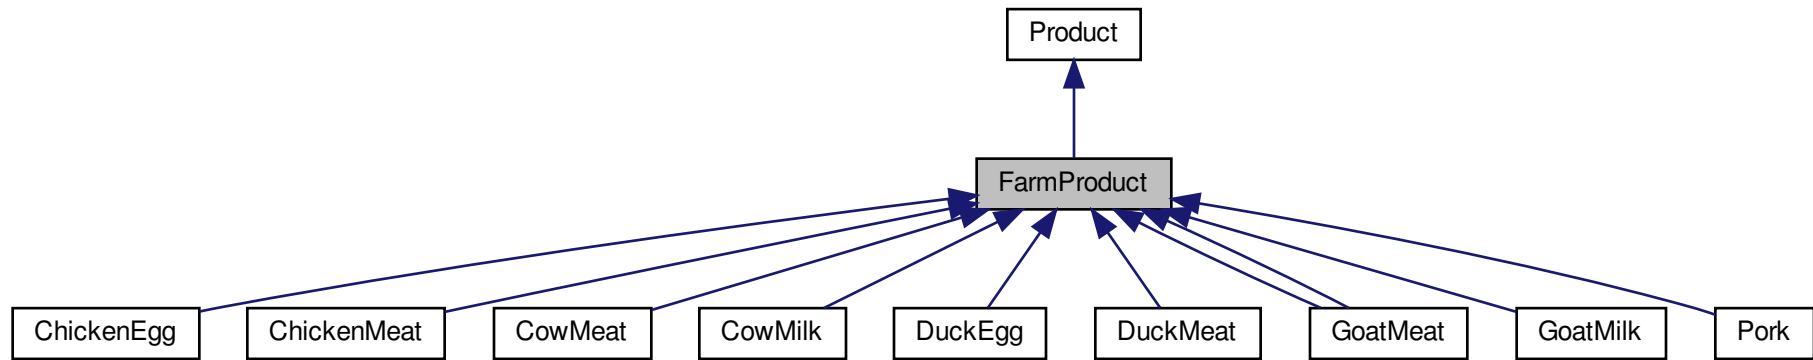 Product
FarmProduct
ChickenEgg
ChickenMeat
CowMeat
CowMilk
DuckEgg
DuckMeat
GoatMeat
GoatMilk
Pork